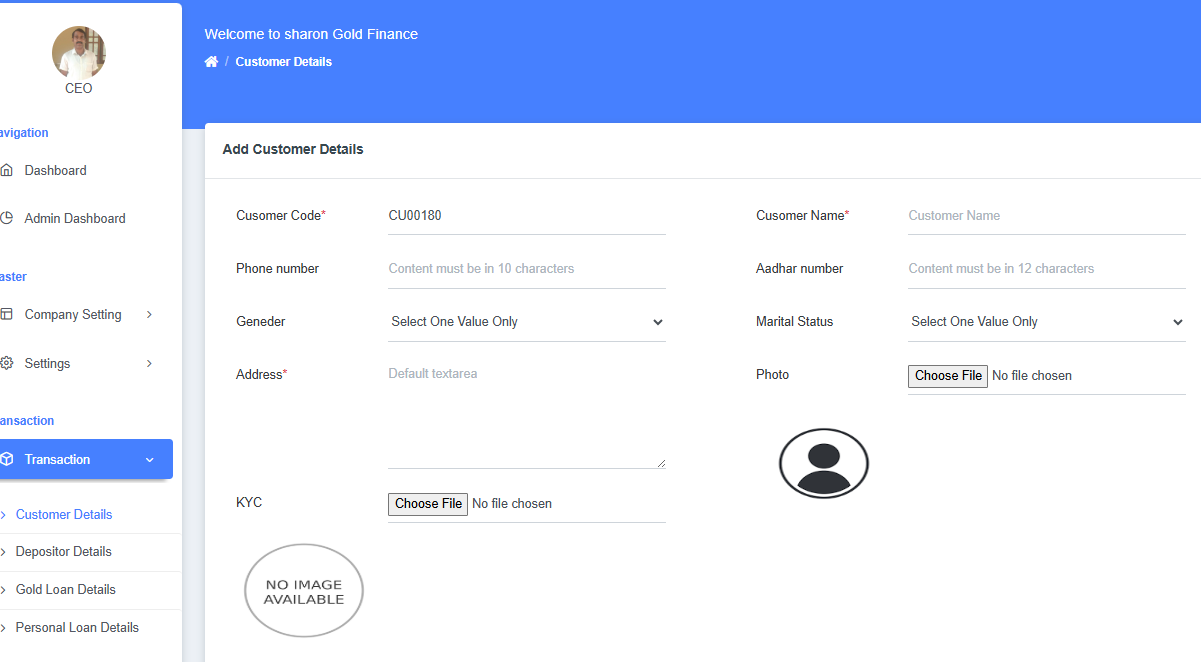 CEO
avigation
Dashboard
Admin Dashboard
aster
Company Setting
Settings
ansaction
Transaction
Customer Details
Depositor Details
Gold Loan Details
Personal Loan Details
Welcome to sharon Gold Finance
/ Customer Details
Add Customer Details
Cusomer Code* CU00180 Cusomer Name* Customer Name
Phone number Content must be in 10 characters Aadhar number Content must be in 12 characters
Geneder Select One Value Only Marital Status Select One Value Only
Address* Default textarea Photo Choose File No file chosen
KYC Choose File No file chosen
NO IMAGE
AVAILABLE